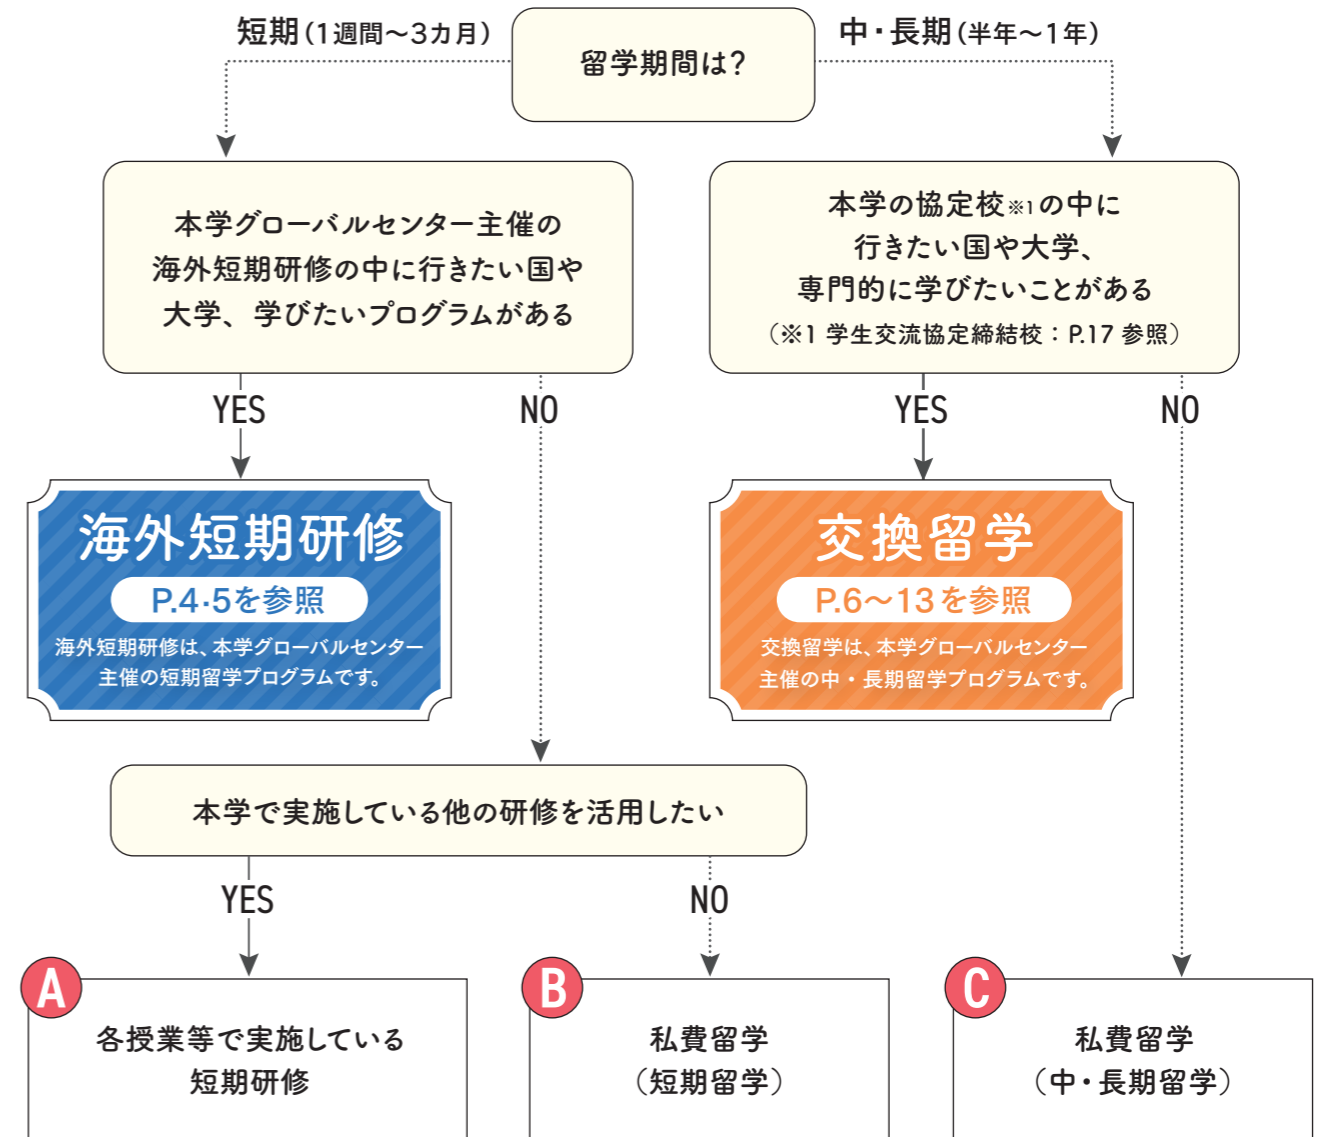 短期(1週間～3カ月)
留学期間は？
中・長期(半年～1年)
本学グローバルセンター主催の
海外短期研修の中に行きたい国や
大学、学びたいプログラムがある
本学の協定校※1の中に
行きたい国や大学、
専門的に学びたいことがある
（※1 学生交流協定締結校：P.17 参照）
YES
NO
YES
NO
海外短期研修
P.4・5を参照
海外短期研修は、本学グローバルセンター
主催の短期留学プログラムです。
交換留学
P.6～13を参照
交換留学は、本学グローバルセンター
主催の中・長期留学プログラムです。
本学で実施している他の研修を活用したい
YES
NO
A
各授業等で実施している
短期研修
B
私費留学
（短期留学）
C
私費留学
（中・長期留学）